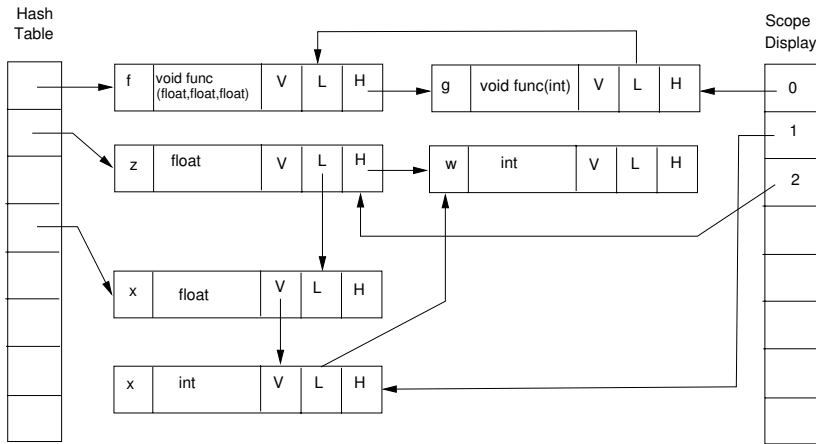 Hash
Table
Scope
Display
f void func
(float,float,float) V L H
g void func(int) V L H
0
1
z float V L H
w int V L H
2
x float V L H
x int V L H